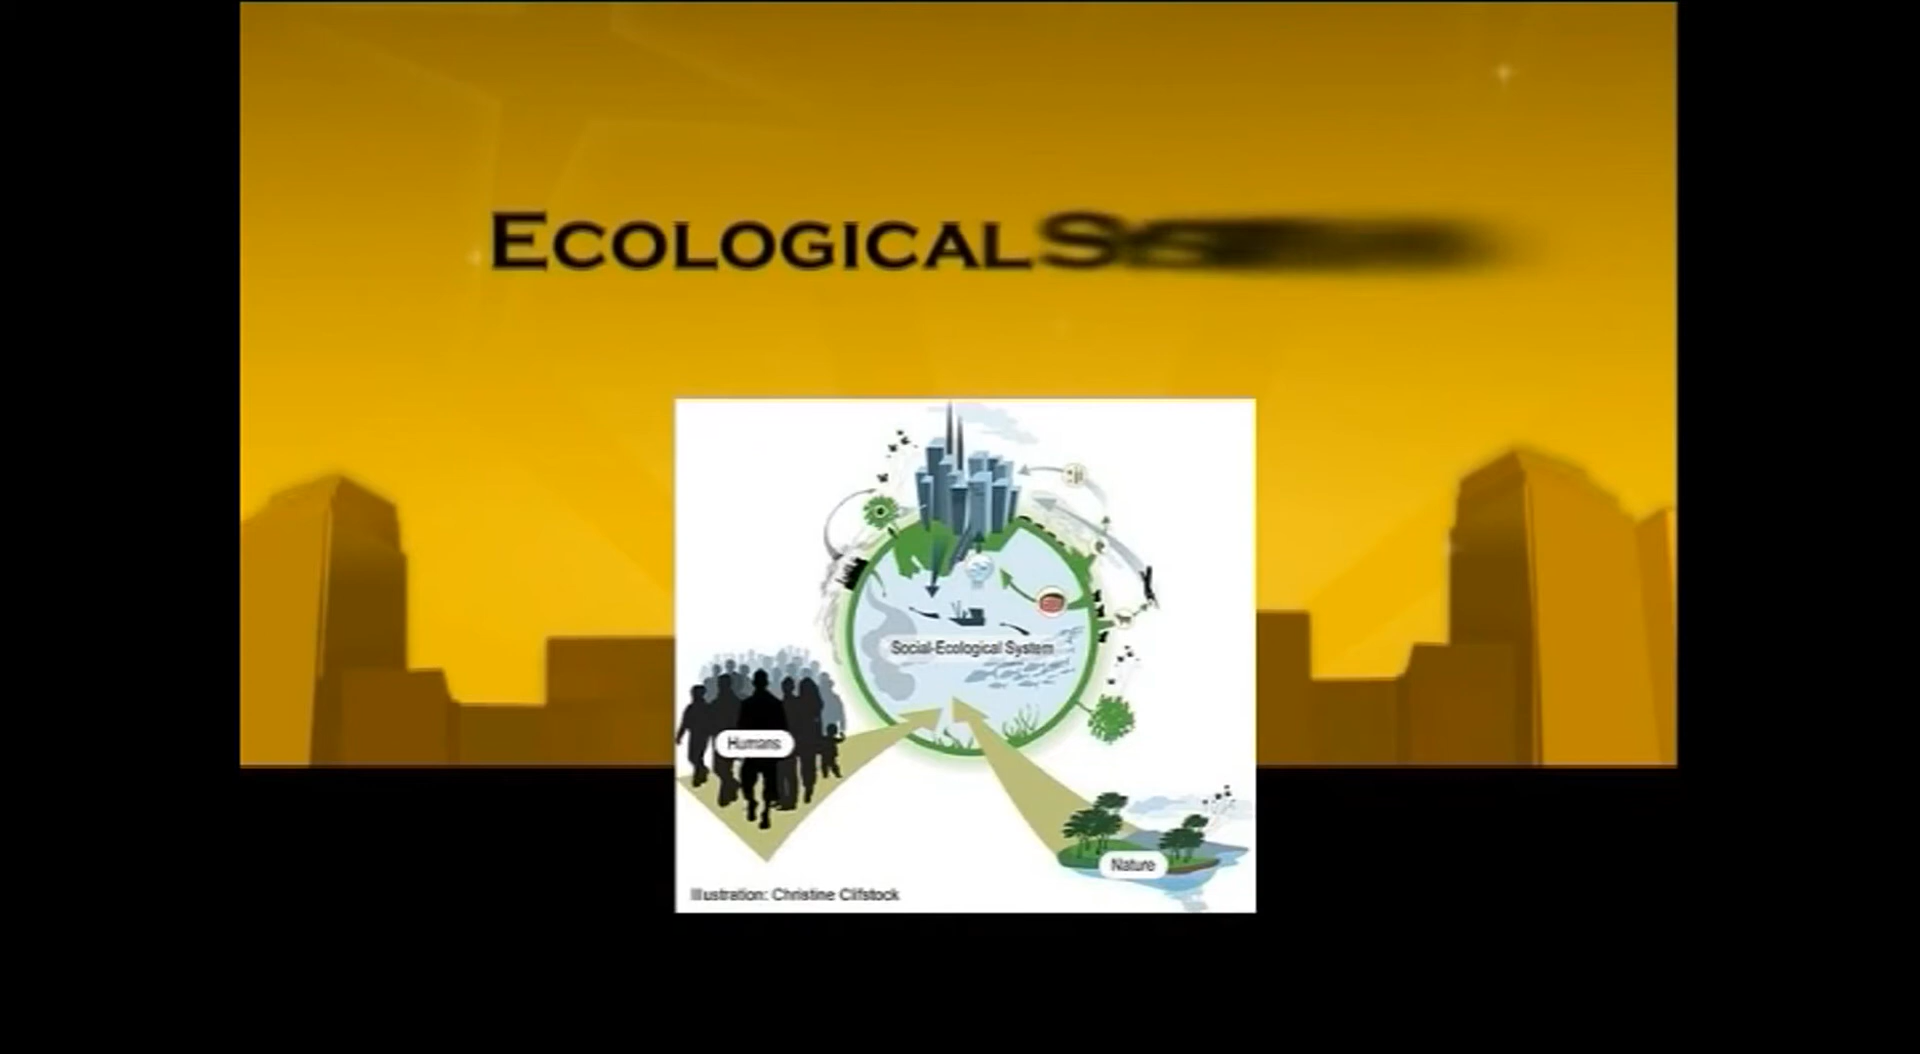 ECOLOGICAL
Social-Ecological System
Humans
Nature
Illustration: Christine Clifstock